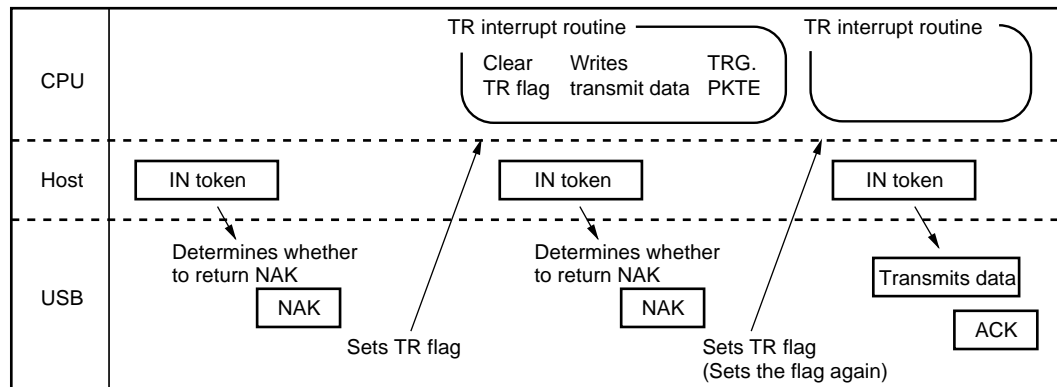 CPU
TR interrupt routine
Clear
TR flag
Writes
transmit data
TRG.
PKTE
TR interrupt routine
Host
IN token
IN token
IN token
USB
Determines whether
to return NAK
NAK
Sets TR flag
Determines whether
to return NAK
NAK
Sets TR flag
(Sets the flag again)
Transmits data
ACK